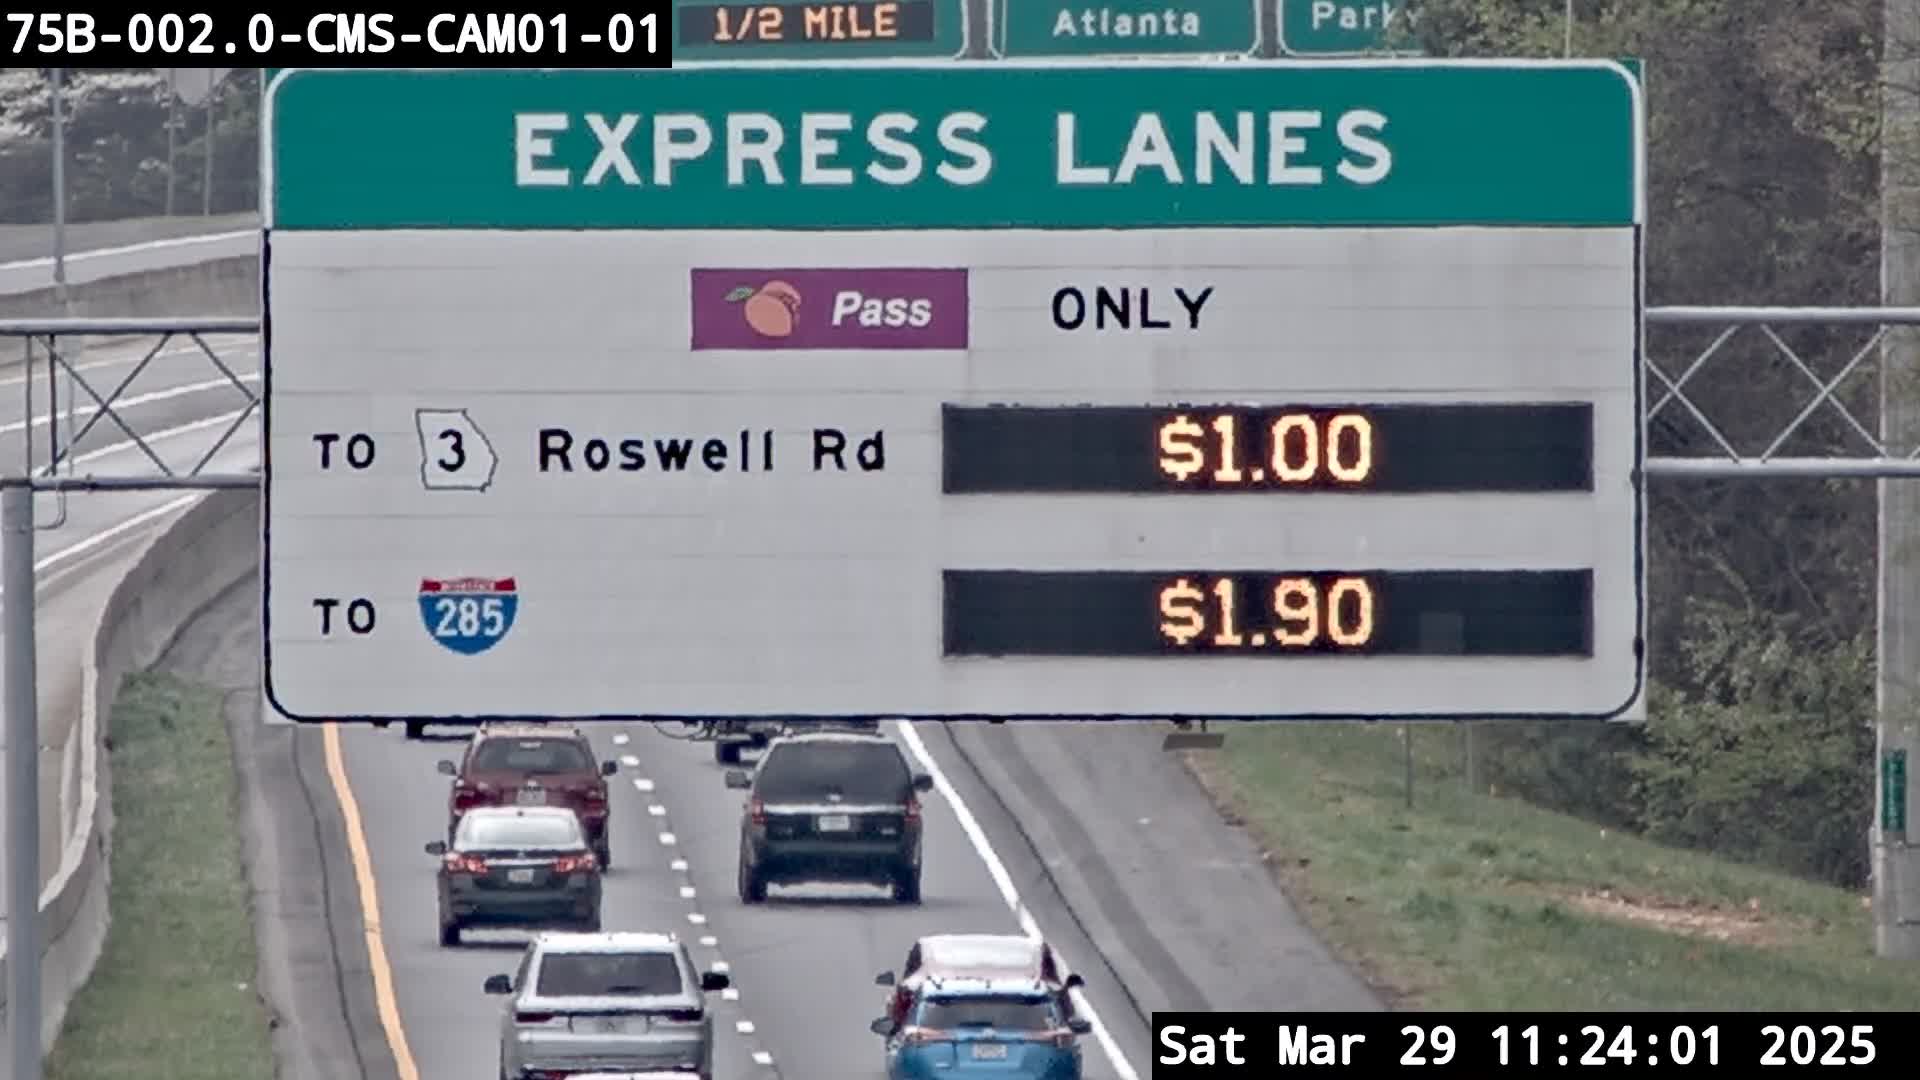 75B-002.0-CMS-CAM01-01
1/2 MILE
Atlanta
EXPRESS LANES
Pass ONLY
TO 3 Roswell Rd $1.00
TO INTERSTATE 285 $1.90
Sat Mar 29 11:24:01 2025